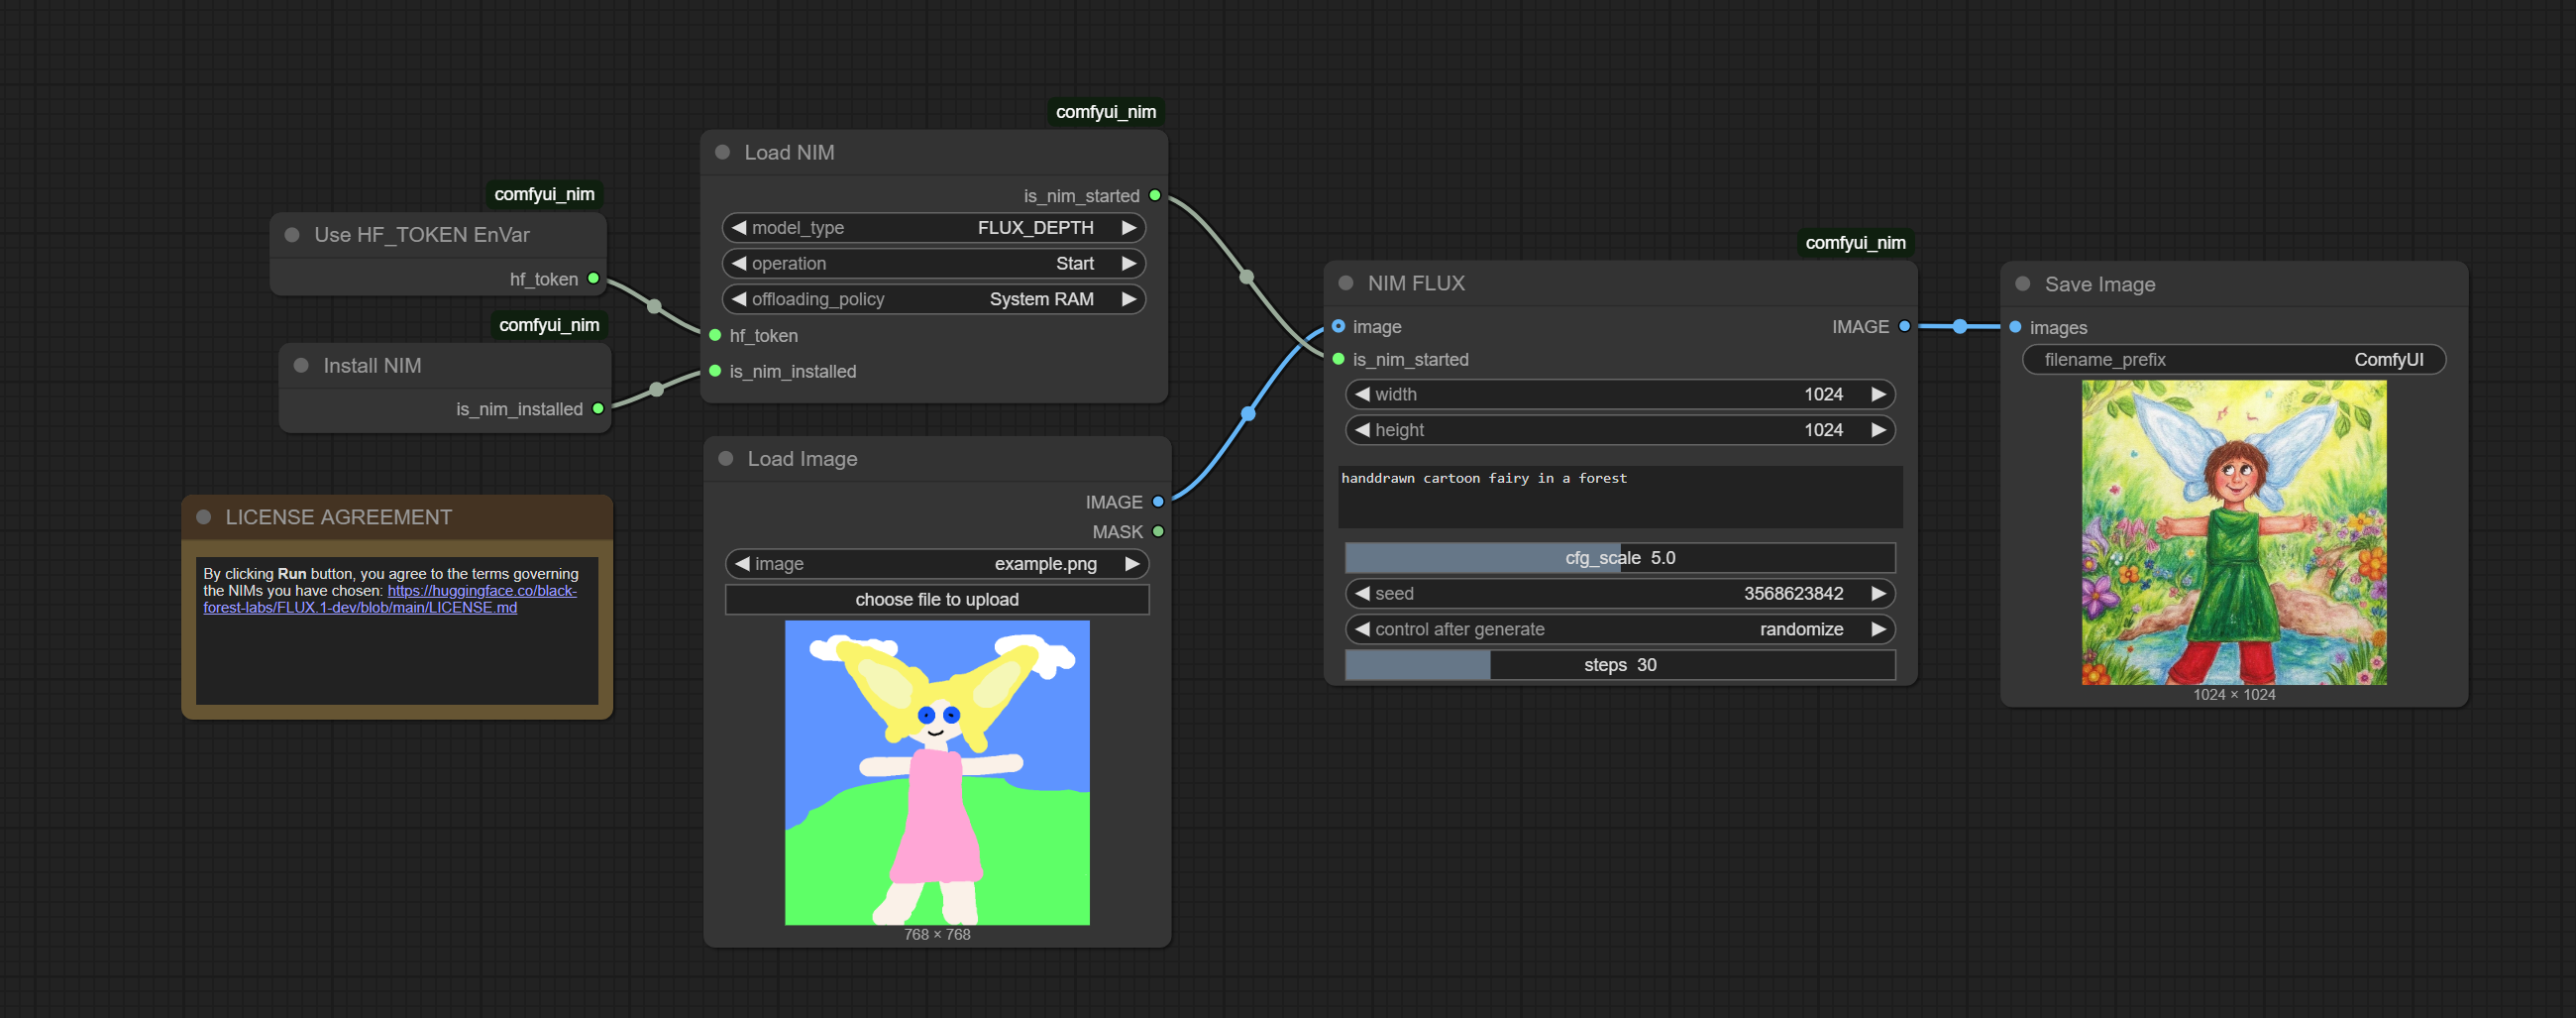 comfyui_nim
Use HF_TOKEN EnVar
hf_token
comfyui_nim
Install NIM
is_nim_installed
LICENSE AGREEMENT
By clicking Run button, you agree to the terms governing
the NIMs you have chosen: https://huggingface.co/black-
forest-labs/FLUX.1-dev/blob/main/LICENSE.md
comfyui_nim
Load NIM
is_nim_started
model_type FLUX_DEPTH
operation Start
offloading_policy System RAM
hf_token
is_nim_installed
Load Image
IMAGE
MASK
image example.png
choose file to upload
768 × 768
comfyui_nim
NIM FLUX
image IMAGE
is_nim_started
width 1024
height 1024
handdrawn cartoon fairy in a forest
cfg_scale 5.0
seed 3568623842
control after generate randomize
steps 30
Save Image
images
filename_prefix ComfyUI
1024 × 1024